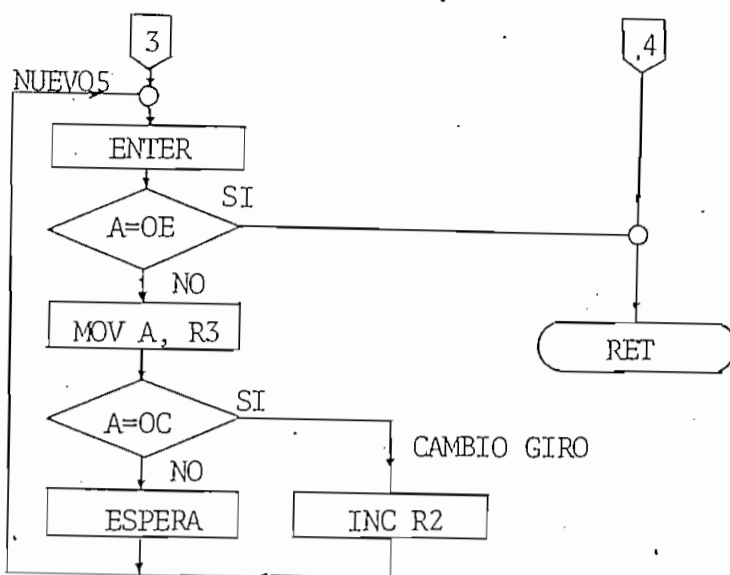 3
4
NUEVO5
ENTER
SI
A=OE
NO
MOV A, R3
RET
SI
A=OC
CAMBIO GIRO
NO
ESPERA
INC R2